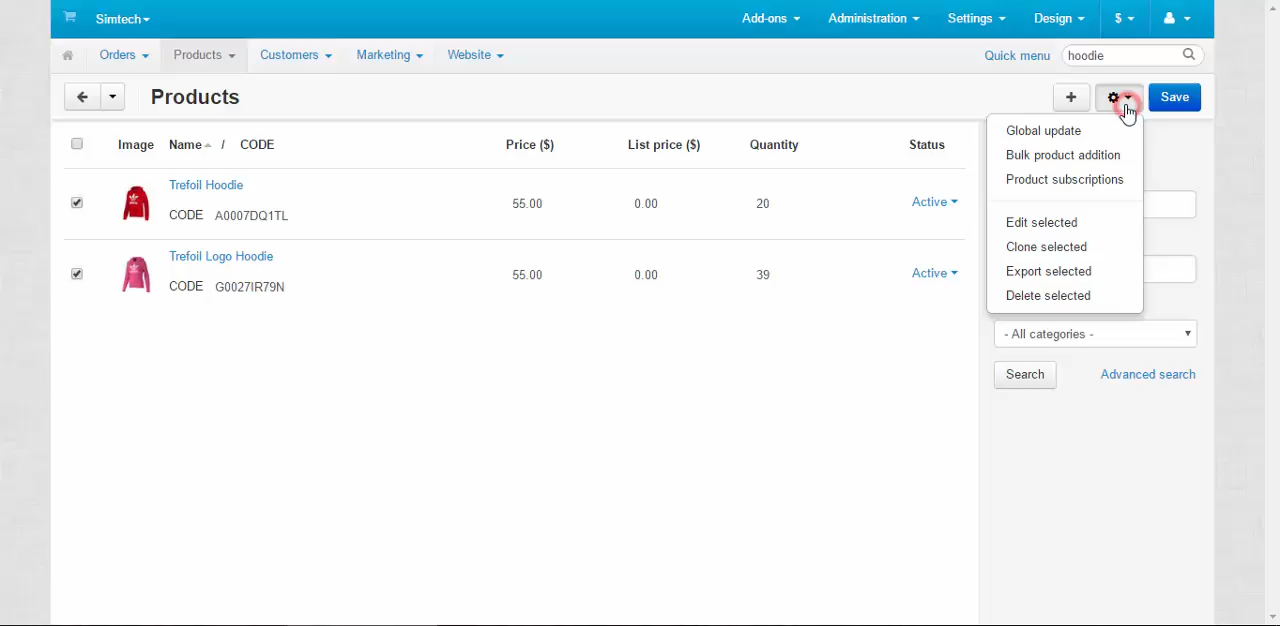 Simtech
Add-ons
Administration
Settings
Design
$
Orders
Products
Customers
Marketing
Website
Quick menu
hoodie
Products
Save
Image
Name / CODE
Price ($)
List price ($)
Quantity
Status
Trefoil Hoodie
CODE A0007DQ1TL
55.00
0.00
20
Active
Trefoil Logo Hoodie
CODE G0027IR79N
55.00
0.00
39
Active
Global update
Bulk product addition
Product subscriptions
Edit selected
Clone selected
Export selected
Delete selected
- All categories -
Search
Advanced search